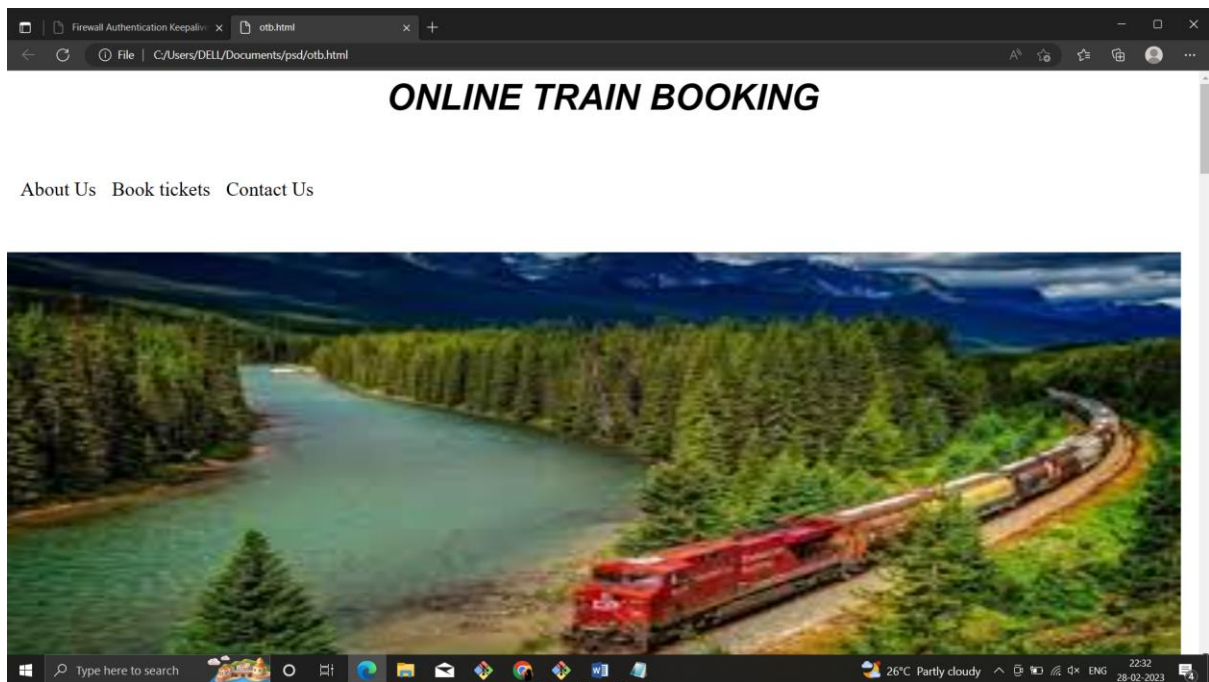 Firewall Authentication Keepaliv
otb.html
File | C:/Users/DELL/Documents/psd/otb.html
ONLINE TRAIN BOOKING
About Us Book tickets Contact Us
Type here to search
26°C Partly cloudy
ENG
22:32
28-02-2023
4